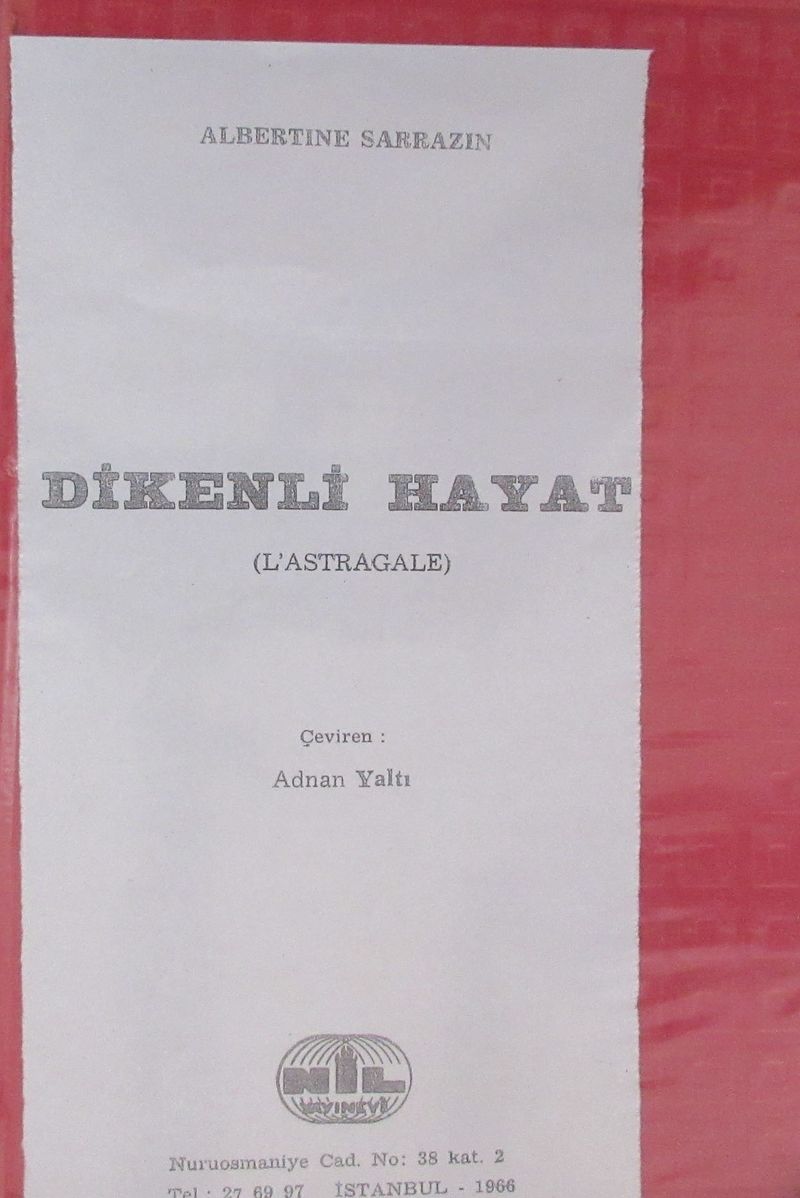 ALBERTINE SARRAZIN
DİKENLİ HAYAT
(L'ASTRAGALE)
Çeviren :
Adnan Yaltı
NİL
YAYINEVİ
Nuruosmaniye Cad. No: 38 kat. 2
Tel : 27 69 97 İSTANBUL - 1966